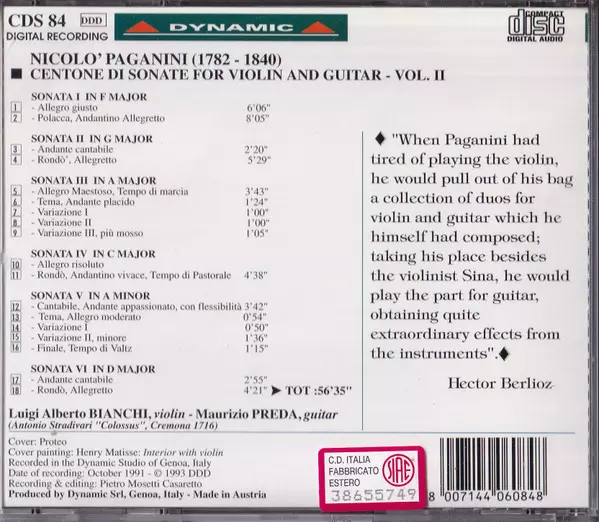 CDS 84 DDD
DIGITAL RECORDING
DYNAMIC
COMPACT
disc
DIGITAL AUDIO
NICOLO' PAGANINI (1782 - 1840)
■ CENTONE DI SONATE FOR VIOLIN AND GUITAR - VOL. II
SONATA I IN F MAJOR
1 - Allegro giusto 6'06"
2 - Polacca, Andantino Allegretto 8'05"
SONATA II IN G MAJOR
3 - Andante cantabile 2'20"
4 - Rondò', Allegretto 5'29"
SONATA III IN A MAJOR
5 - Allegro Maestoso, Tempo di marcia 3'43"
6 - Tema, Andante placido 1'24"
7 - Variazione I 1'00"
8 - Variazione II 1'00"
9 - Variazione III, più mosso 1'05"
SONATA IV IN C MAJOR
10 - Allegro risoluto
11 - Rondò, Andantino vivace, Tempo di Pastorale 4'38"
SONATA V IN A MINOR
12 - Cantabile, Andante appassionato, con flessibilità 3'42"
13 - Tema, Allegro moderato 0'54"
14 - Variazione I 0'50"
15 - Variazione II, minore 1'36"
16 - Finale, Tempo di Valtz 1'15"
SONATA VI IN D MAJOR
17 - Andante cantabile 2'55"
18 - Rondò, Allegretto 4'21" ➤ TOT :56'35"
♦ "When Paganini had
tired of playing the violin,
he would pull out of his bag
a collection of duos for
violin and guitar which he
himself had composed;
taking his place besides
the violinist Sina, he would
play the part for guitar,
obtaining quite
extraordinary effects from
the instruments".♦
Hector Berlioz
Luigi Alberto BIANCHI, violin - Maurizio PREDA, guitar
(Antonio Stradivari "Colossus", Cremona 1716)
Cover: Proteo
Cover painting: Henry Matisse: Interior with violin
Recorded in the Dynamic Studio of Genoa, Italy
Date of recording: October 1991 - © 1993 DDD
Recording & editing: Pietro Mosetti Casaretto
Produced by Dynamic Srl, Genoa, Italy - Made in Austria
C.D. ITALIA
FABBRICATO
ESTERO
SIAE
38655749
8 007144 060848